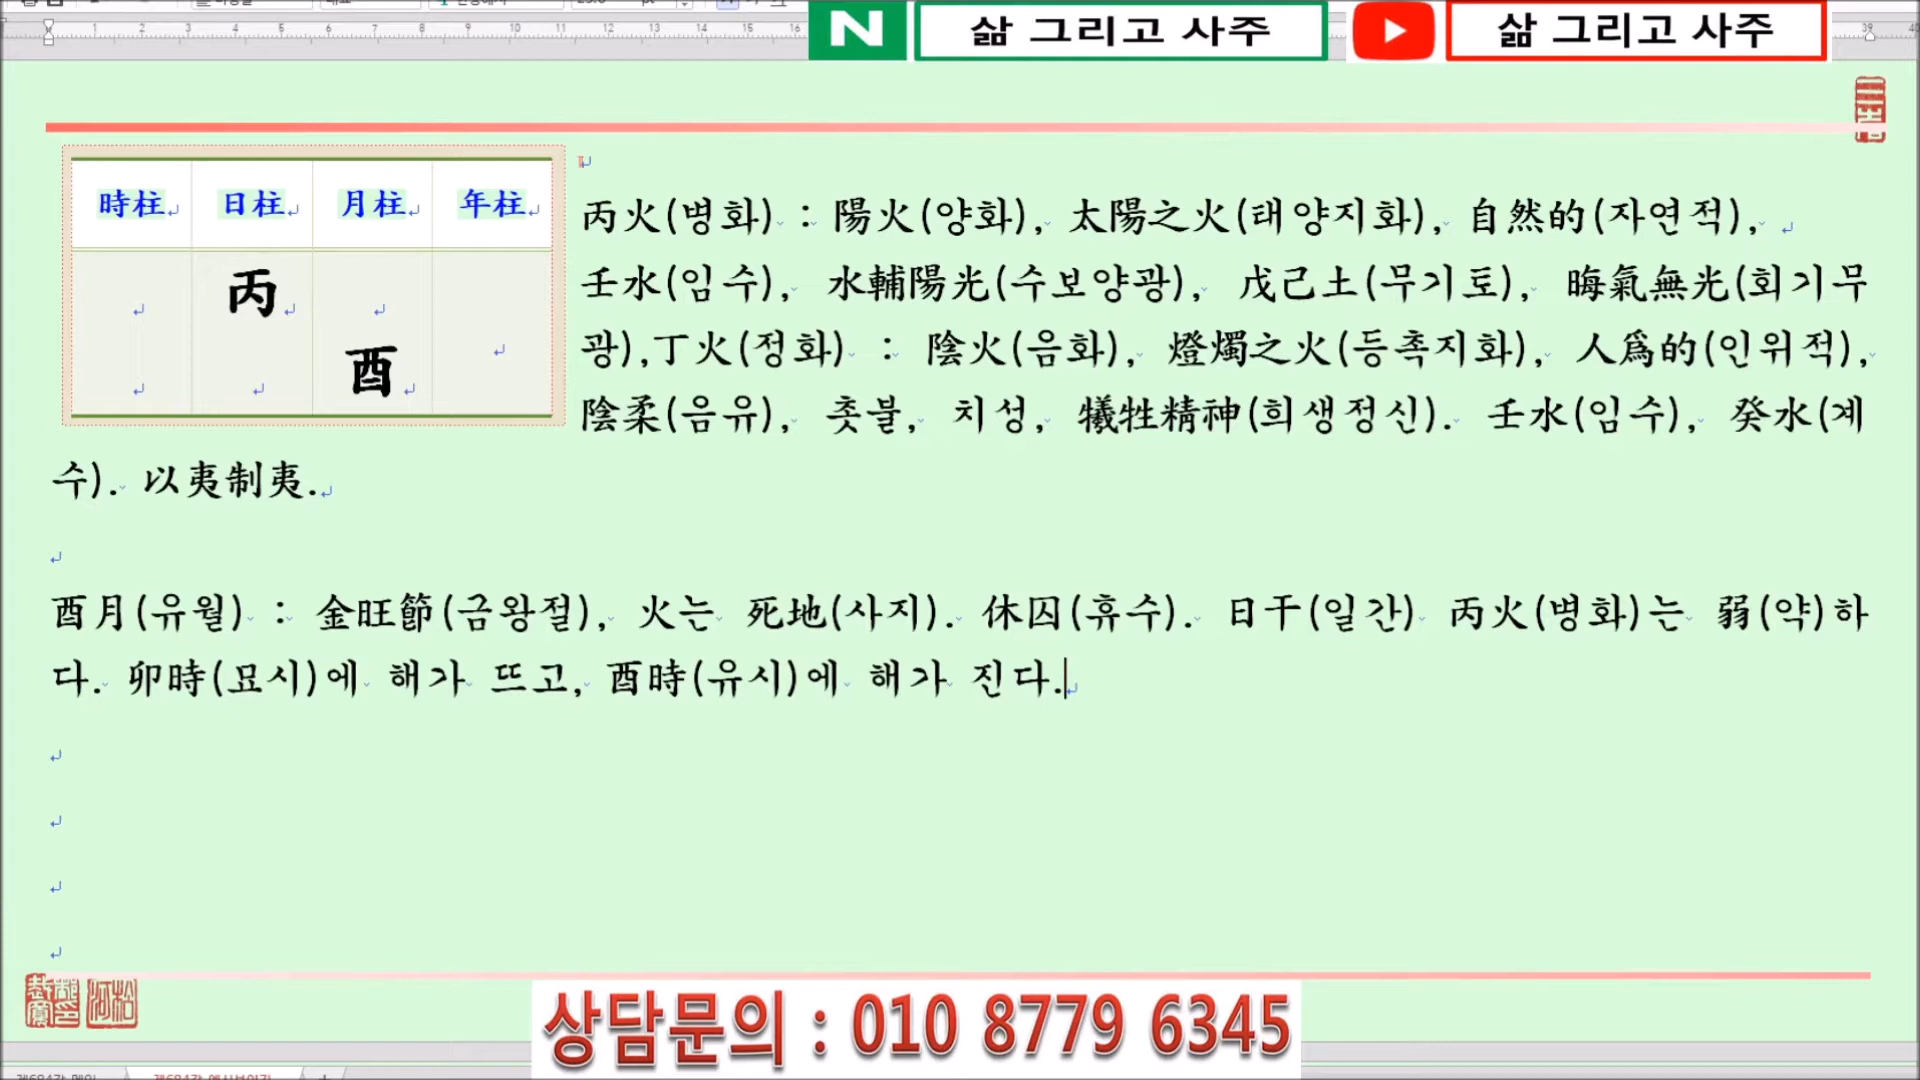 삶 그리고 사주
삶 그리고 사주
時柱 日柱 月柱 年柱
丙
酉
丙火(병화) : 陽火(양화), 太陽之火(태양지화), 自然的(자연적),
壬水(임수), 水輔陽光(수보양광), 戊己土(무기토), 晦氣無光(회기무
광),丁火(정화) : 陰火(음화), 燈燭之火(등촉지화), 人爲的(인위적),
陰柔(음유), 촛불, 치성, 犧牲精神(희생정신). 壬水(임수), 癸水(계
수). 以夷制夷.
酉月(유월) : 金旺節(금왕절), 火는 死地(사지). 休囚(휴수). 日干(일간) 丙火(병화)는 弱(약)하
다. 卯時(묘시)에 해가 뜨고, 酉時(유시)에 해가 진다.
상담문의 : 010 8779 6345